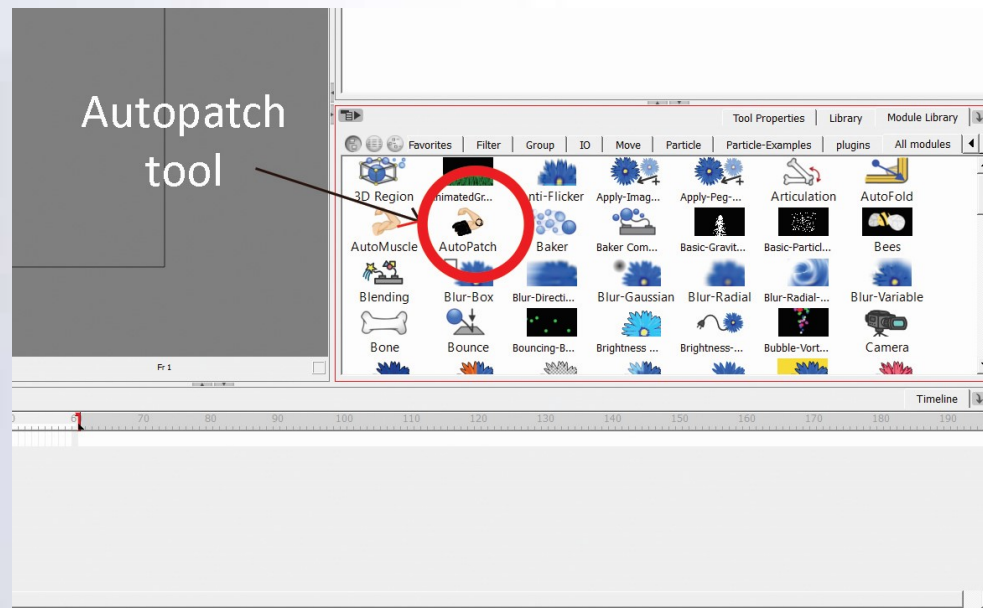 Autopatch
tool
Tool Properties Library Module Library
Favorites Filter Group IO Move Particle Particle-Examples plugins All modules
3D Region nimatedGr... nti-Flicker Apply-Imag... Apply-Peg-... Articulation AutoFold
AutoMuscle AutoPatch Baker Baker Com... Basic-Gravit... Basic-Particl... Bees
Blending Blur-Box Blur-Directi... Blur-Gaussian Blur-Radial Blur-Radial-... Blur-Variable
Bone Bounce Bouncing-B... Brightness ... Brightness-... Bubble-Vort... Camera
Fr 1
Timeline
70 80 90 100 110 120 130 140 150 160 170 180 190